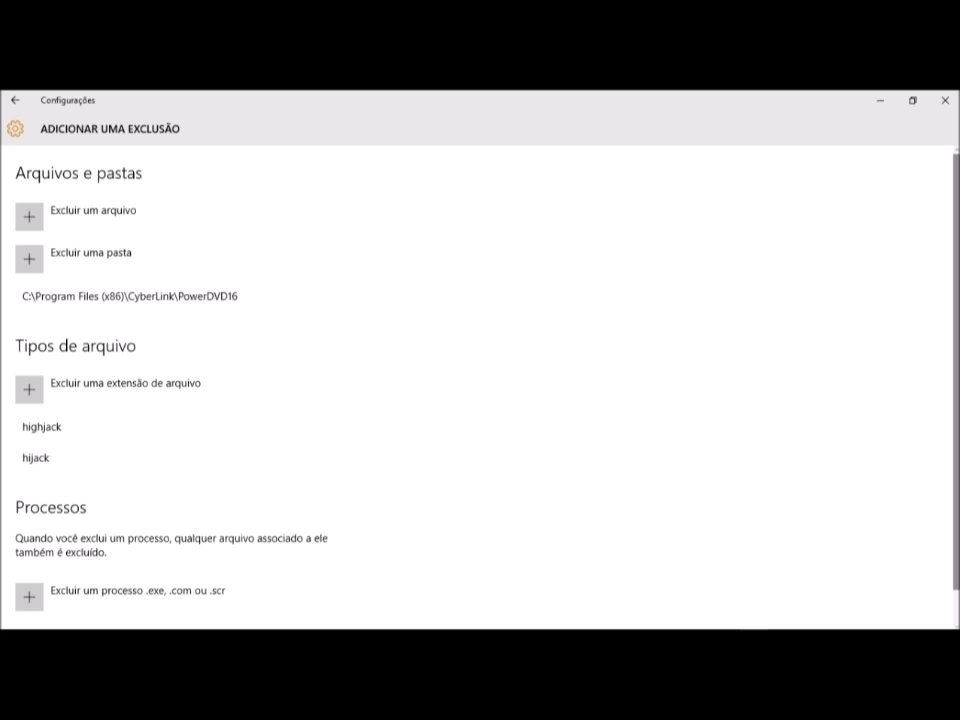 Configurações
ADICIONAR UMA EXCLUSÃO
Arquivos e pastas
Excluir um arquivo
Excluir uma pasta
C:\Program Files (x86)\CyberLink\PowerDVD16
Tipos de arquivo
Excluir uma extensão de arquivo
highjack
hijack
Processos
Quando você exclui um processo, qualquer arquivo associado a ele
também é excluído.
Excluir um processo .exe, .com ou .scr